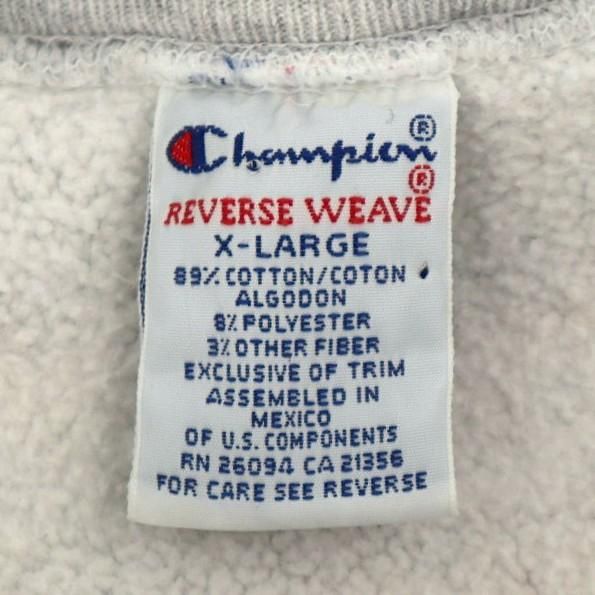 Champion ®
REVERSE WEAVE ®
X-LARGE
89% COTTON/COTON
ALGODON
8% POLYESTER
3% OTHER FIBER
EXCLUSIVE OF TRIM
ASSEMBLED IN
MEXICO
OF U.S. COMPONENTS
RN 26094 CA 21356
FOR CARE SEE REVERSE